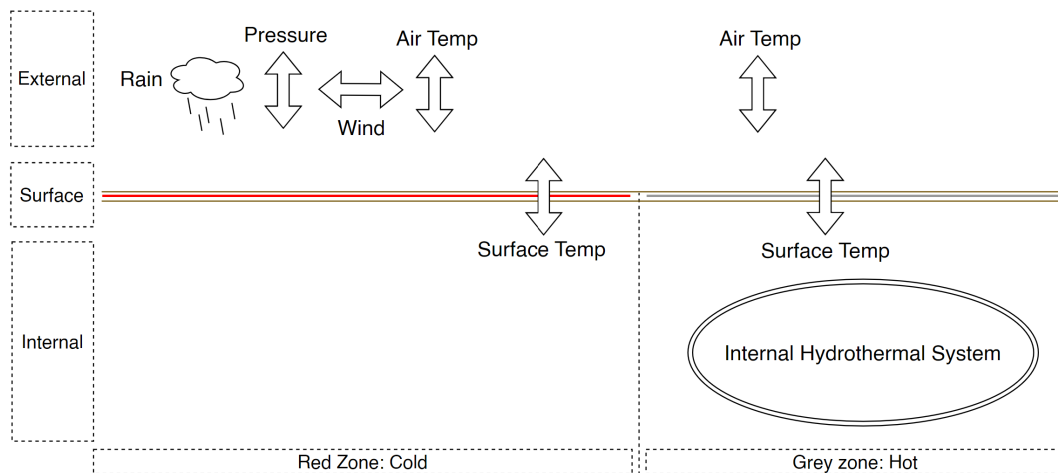 External
Rain
Pressure
Wind
Air Temp
Air Temp
Surface
Surface Temp
Surface Temp
Internal
Internal Hydrothermal System
Red Zone: Cold
Grey zone: Hot